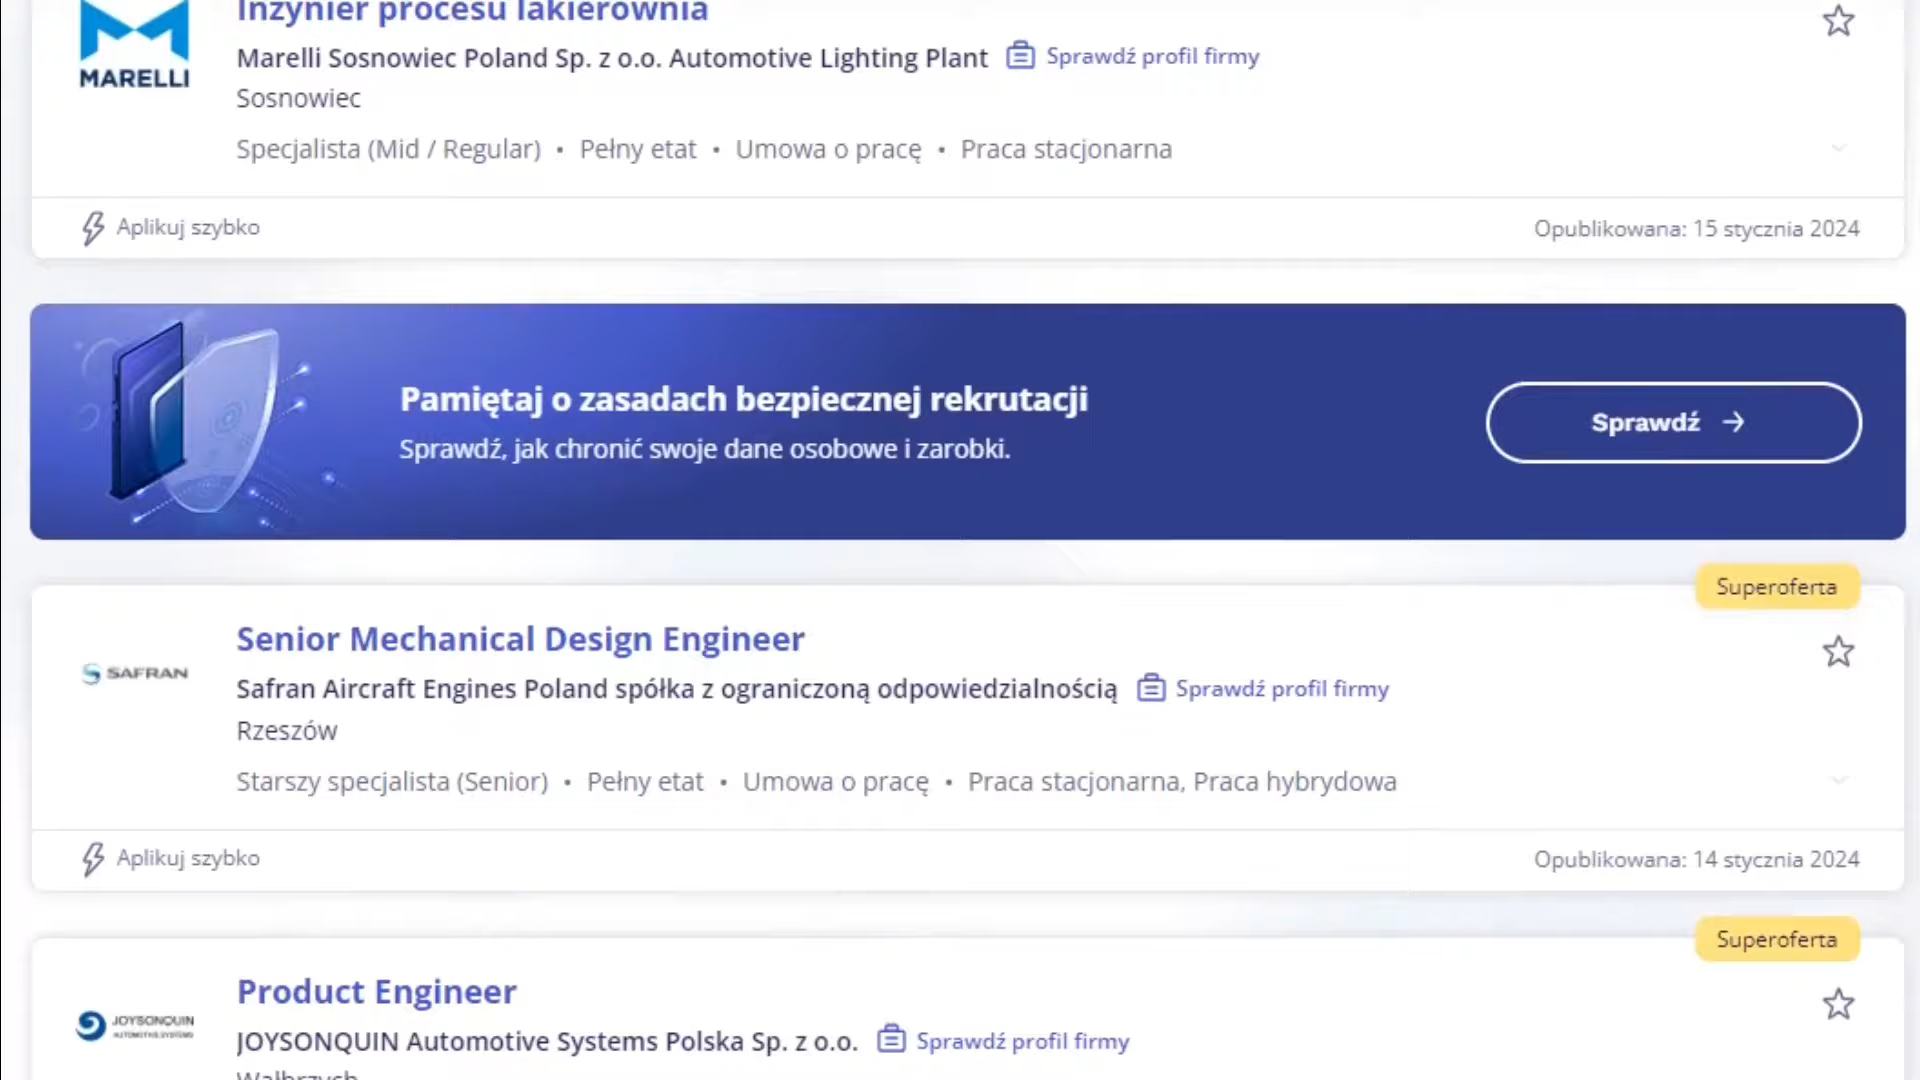 Inżynier procesu lakierownia
MARELLI
Marelli Sosnowiec Poland Sp. z o.o. Automotive Lighting Plant Sprawdź profil firmy
Sosnowiec
Specjalista (Mid / Regular) • Pełny etat • Umowa o pracę • Praca stacjonarna
Aplikuj szybko Opublikowana: 15 stycznia 2024
Pamiętaj o zasadach bezpiecznej rekrutacji
Sprawdź, jak chronić swoje dane osobowe i zarobki.
Sprawdź →
Superoferta
Senior Mechanical Design Engineer
SAFRAN
Safran Aircraft Engines Poland spółka z ograniczoną odpowiedzialnością Sprawdź profil firmy
Rzeszów
Starszy specjalista (Senior) • Pełny etat • Umowa o pracę • Praca stacjonarna, Praca hybrydowa
Aplikuj szybko Opublikowana: 14 stycznia 2024
Superoferta
Product Engineer
JOYSONQUIN
AUTOMOTIVE SYSTEMS
JOYSONQUIN Automotive Systems Polska Sp. z o.o. Sprawdź profil firmy
Wałbrzych